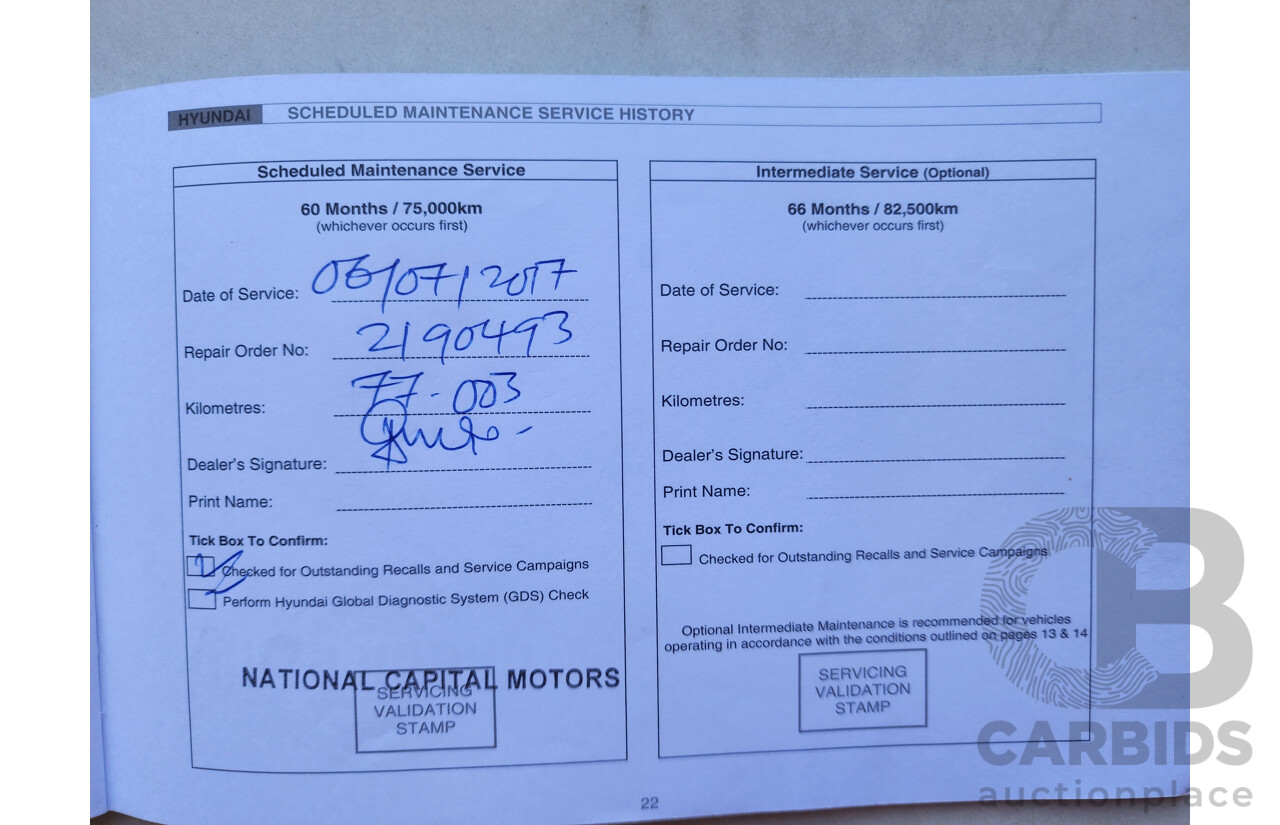 HYUNDAI SCHEDULED MAINTENANCE SERVICE HISTORY
Scheduled Maintenance Service
60 Months / 75,000km
(whichever occurs first)
Date of Service: 06/07/2017
Repair Order No: 2190493
Kilometres: 77-003
Dealer's Signature:
Print Name:
Tick Box To Confirm:
Checked for Outstanding Recalls and Service Campaigns
Perform Hyundai Global Diagnostic System (GDS) Check
NATIONAL CAPITAL MOTORS
SERVICING
VALIDATION
STAMP
Intermediate Service (Optional)
66 Months / 82,500km
(whichever occurs first)
Date of Service:
Repair Order No:
Kilometres:
Dealer's Signature:
Print Name:
Tick Box To Confirm:
Checked for Outstanding Recalls and Service Campaigns
Optional Intermediate Maintenance is recommended for vehicles
operating in accordance with the conditions outlined on pages 13 & 14
SERVICING
VALIDATION
STAMP
22
CB
CARBIDS
auctionplace